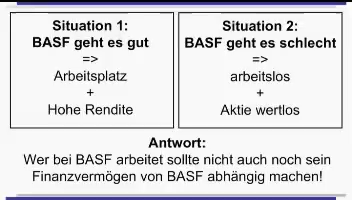 Situation 1:
BASF geht es gut
=>
Arbeitsplatz
+
Hohe Rendite
Situation 2:
BASF geht es schlecht
=>
arbeitslos
+
Aktie wertlos
Antwort:
Wer bei BASF arbeitet sollte nicht auch noch sein
Finanzvermögen von BASF abhängig machen!